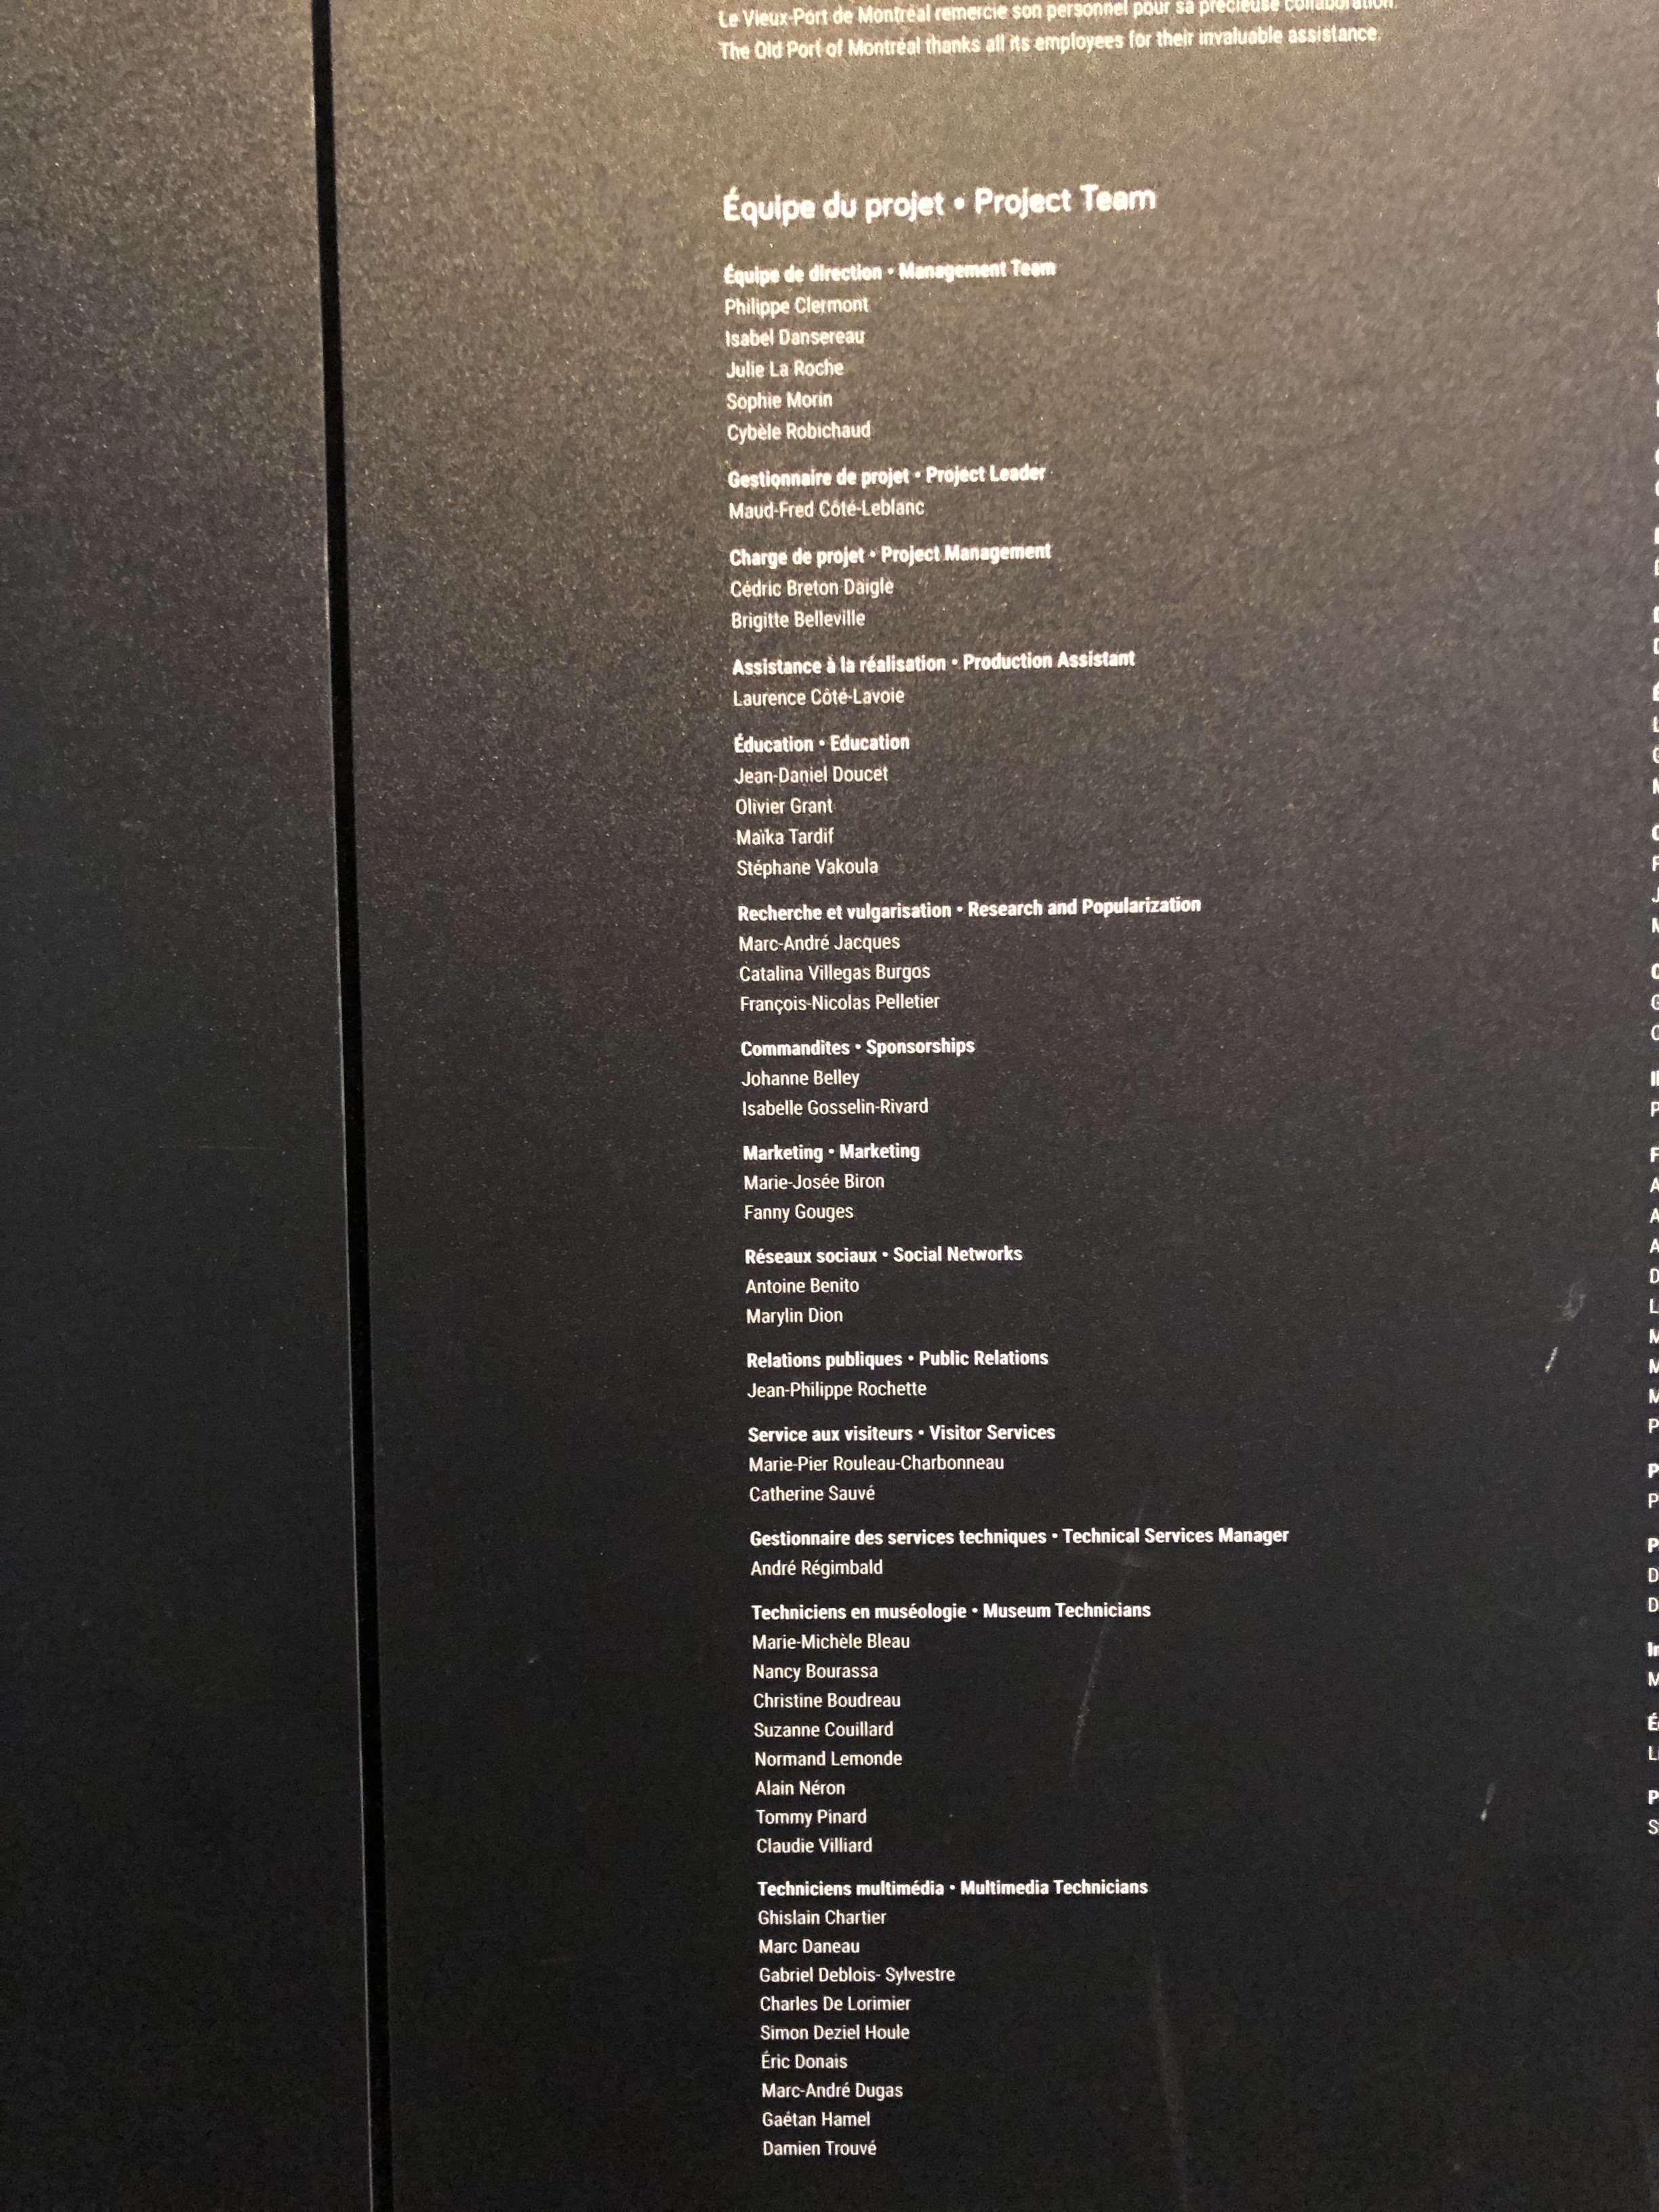 Le Vieux-Port de Montréal remercie son personnel pour sa précieuse collaboration.
The Old Port of Montréal thanks all its employees for their invaluable assistance.
Équipe du projet • Project Team
Équipe de direction • Management Team
Philippe Clermont
Isabel Dansereau
Julie La Roche
Sophie Morin
Cybèle Robichaud
Gestionnaire de projet • Project Leader
Maud-Fred Côté-Leblanc
Charge de projet • Project Management
Cédric Breton Daigle
Brigitte Belleville
Assistance à la réalisation • Production Assistant
Laurence Côté-Lavoie
Éducation • Education
Jean-Daniel Doucet
Olivier Grant
Maïka Tardif
Stéphane Vakoula
Recherche et vulgarisation • Research and Popularization
Marc-André Jacques
Catalina Villegas Burgos
François-Nicolas Pelletier
Commandites • Sponsorships
Johanne Belley
Isabelle Gosselin-Rivard
Marketing • Marketing
Marie-Josée Biron
Fanny Gouges
Réseaux sociaux • Social Networks
Antoine Benito
Marylin Dion
Relations publiques • Public Relations
Jean-Philippe Rochette
Service aux visiteurs • Visitor Services
Marie-Pier Rouleau-Charbonneau
Catherine Sauvé
Gestionnaire des services techniques • Technical Services Manager
André Régimbald
Techniciens en muséologie • Museum Technicians
Marie-Michèle Bleau
Nancy Bourassa
Christine Boudreau
Suzanne Couillard
Normand Lemonde
Alain Néron
Tommy Pinard
Claudie Villiard
Techniciens multimédia • Multimedia Technicians
Ghislain Chartier
Marc Daneau
Gabriel Deblois- Sylvestre
Charles De Lorimier
Simon Deziel Houle
Éric Donais
Marc-André Dugas
Gaétan Hamel
Damien Trouvé